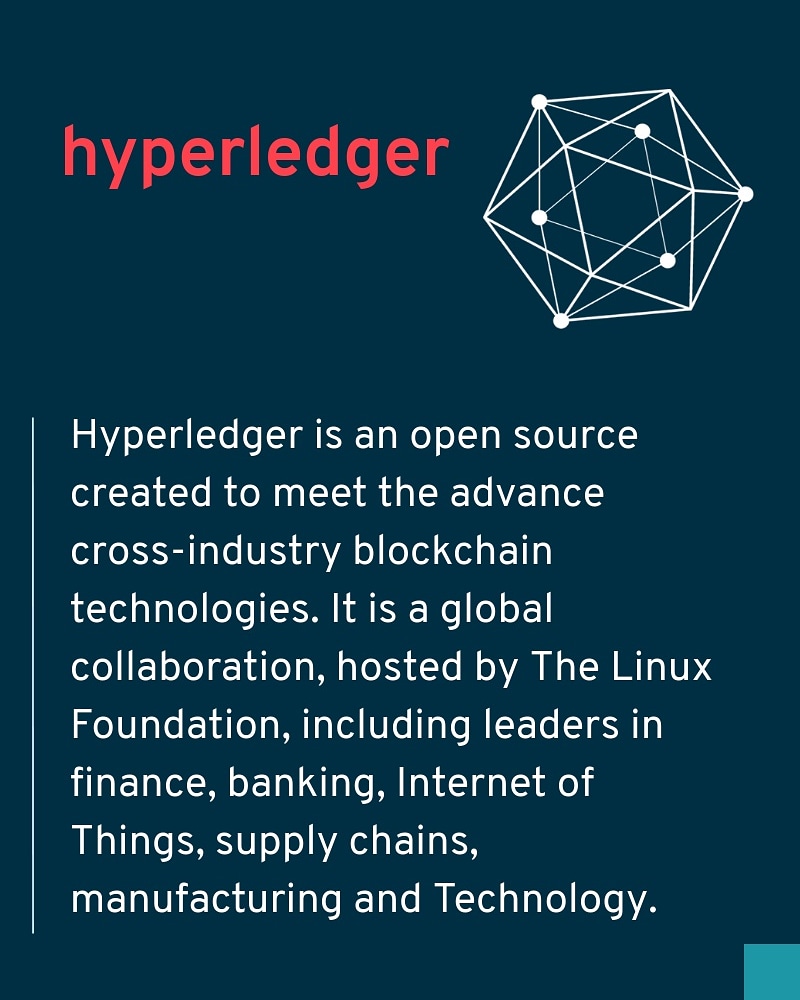 hyperledger
Hyperledger is an open source
created to meet the advance
cross-industry blockchain
technologies. It is a global
collaboration, hosted by The Linux
Foundation, including leaders in
finance, banking, Internet of
Things, supply chains,
manufacturing and Technology.